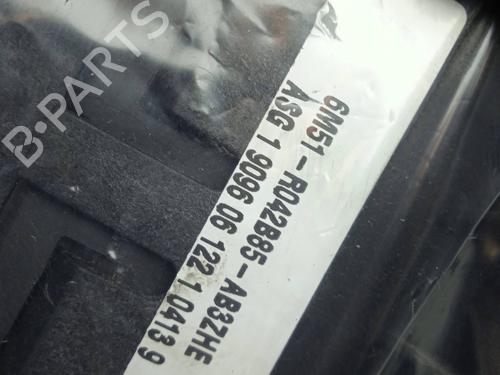 B-PARTS
6M51-R042B85-AB3ZHE
ASG 1 9096 06 122 1 0413 9